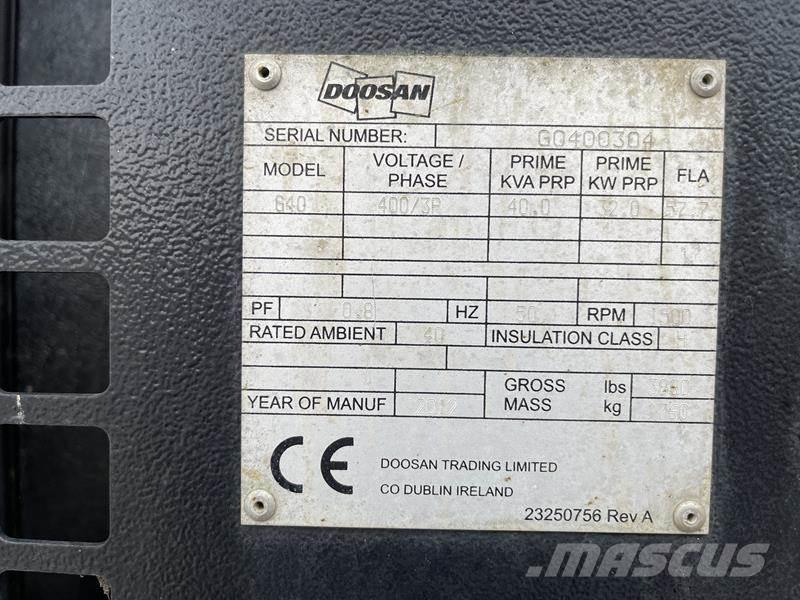 DOOSAN
SERIAL NUMBER: GO400304
MODEL VOLTAGE / PHASE PRIME KVA PRP PRIME KW PRP FLA
G40 400/3P 40.0 32.0 57.7
PF 0.8 HZ 50 RPM 1500
RATED AMBIENT 40 INSULATION CLASS H
GROSS MASS lbs
YEAR OF MANUF 2012 kg
CE
DOOSAN TRADING LIMITED
CO DUBLIN IRELAND
23250756 Rev A
MASCUS